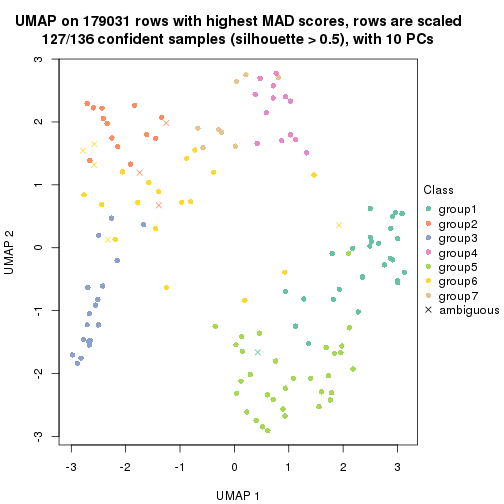 UMAP on 179031 rows with highest MAD scores, rows are scaled
127/136 confident samples (silhouette > 0.5), with 10 PCs
3
2
1
0
-1
-2
-3
UMAP 2
-3 -2 -1 0 1 2 3
UMAP 1
Class
group1
group2
group3
group4
group5
group6
group7
ambiguous